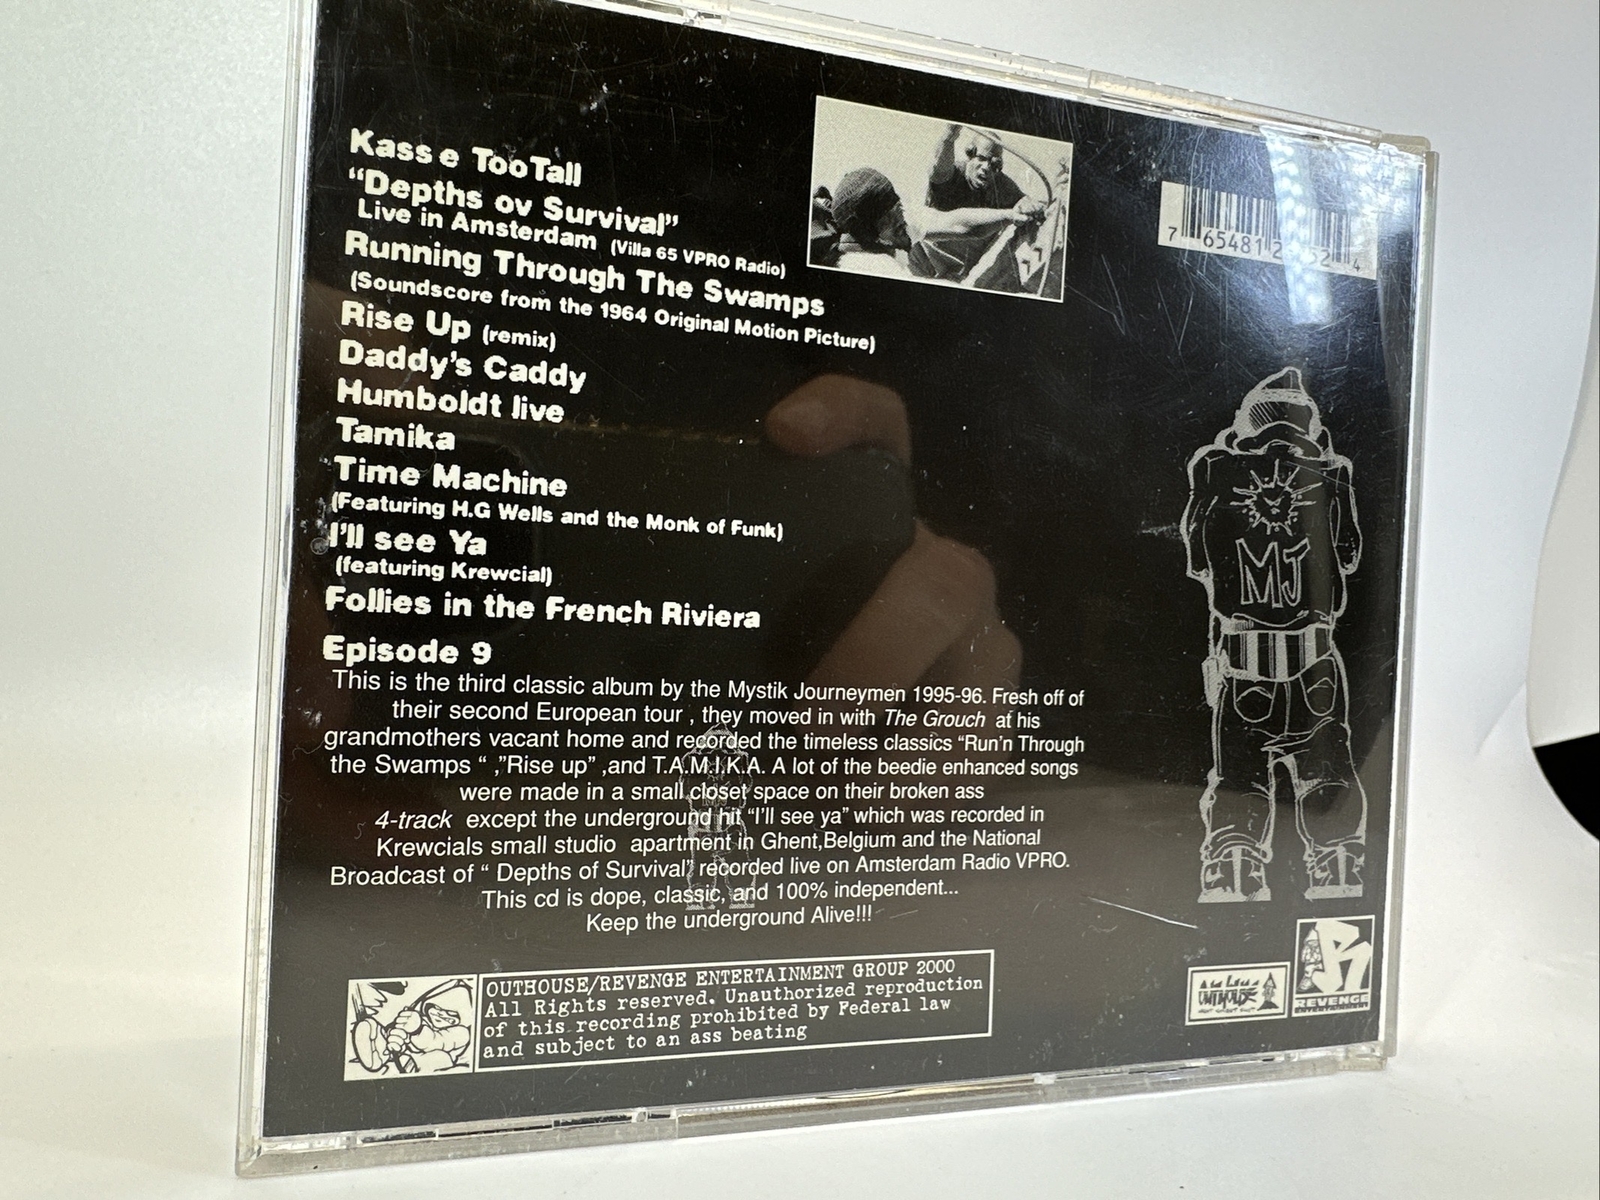 Kass e TooTall
"Depths ov Survival"
Live in Amsterdam (Villa 65 VPRO Radio)
Running Through The Swamps
(Soundscore from the 1964 Original Motion Picture)
Rise Up (remix)
Daddy's Caddy
Humboldt live
Tamika
Time Machine
(Featuring H.G Wells and the Monk of Funk)
I'll see Ya
(featuring Krewcial)
Follies in the French Riviera
Episode 9
This is the third classic album by the Mystik Journeymen 1995-96. Fresh off of
their second European tour , they moved in with The Grouch at his
grandmothers vacant home and recorded the timeless classics "Run'n Through
the Swamps " ,"Rise up" ,and T.A.M.I.K.A. A lot of the beedie enhanced songs
were made in a small closet space on their broken ass
4-track except the underground hit "I'll see ya" which was recorded in
Krewcials small studio apartment in Ghent,Belgium and the National
Broadcast of " Depths of Survival" recorded live on Amsterdam Radio VPRO.
This cd is dope, classic, and 100% independent...
Keep the underground Alive!!!
OUTHOUSE/REVENGE ENTERTAINMENT GROUP 2000
All Rights reserved. Unauthorized reproduction
of this recording prohibited by Federal law
and subject to an ass beating
7 65481 2 52 4
MJ
OUTHOUSE
R
REVENGE
ENTERTAINMENT